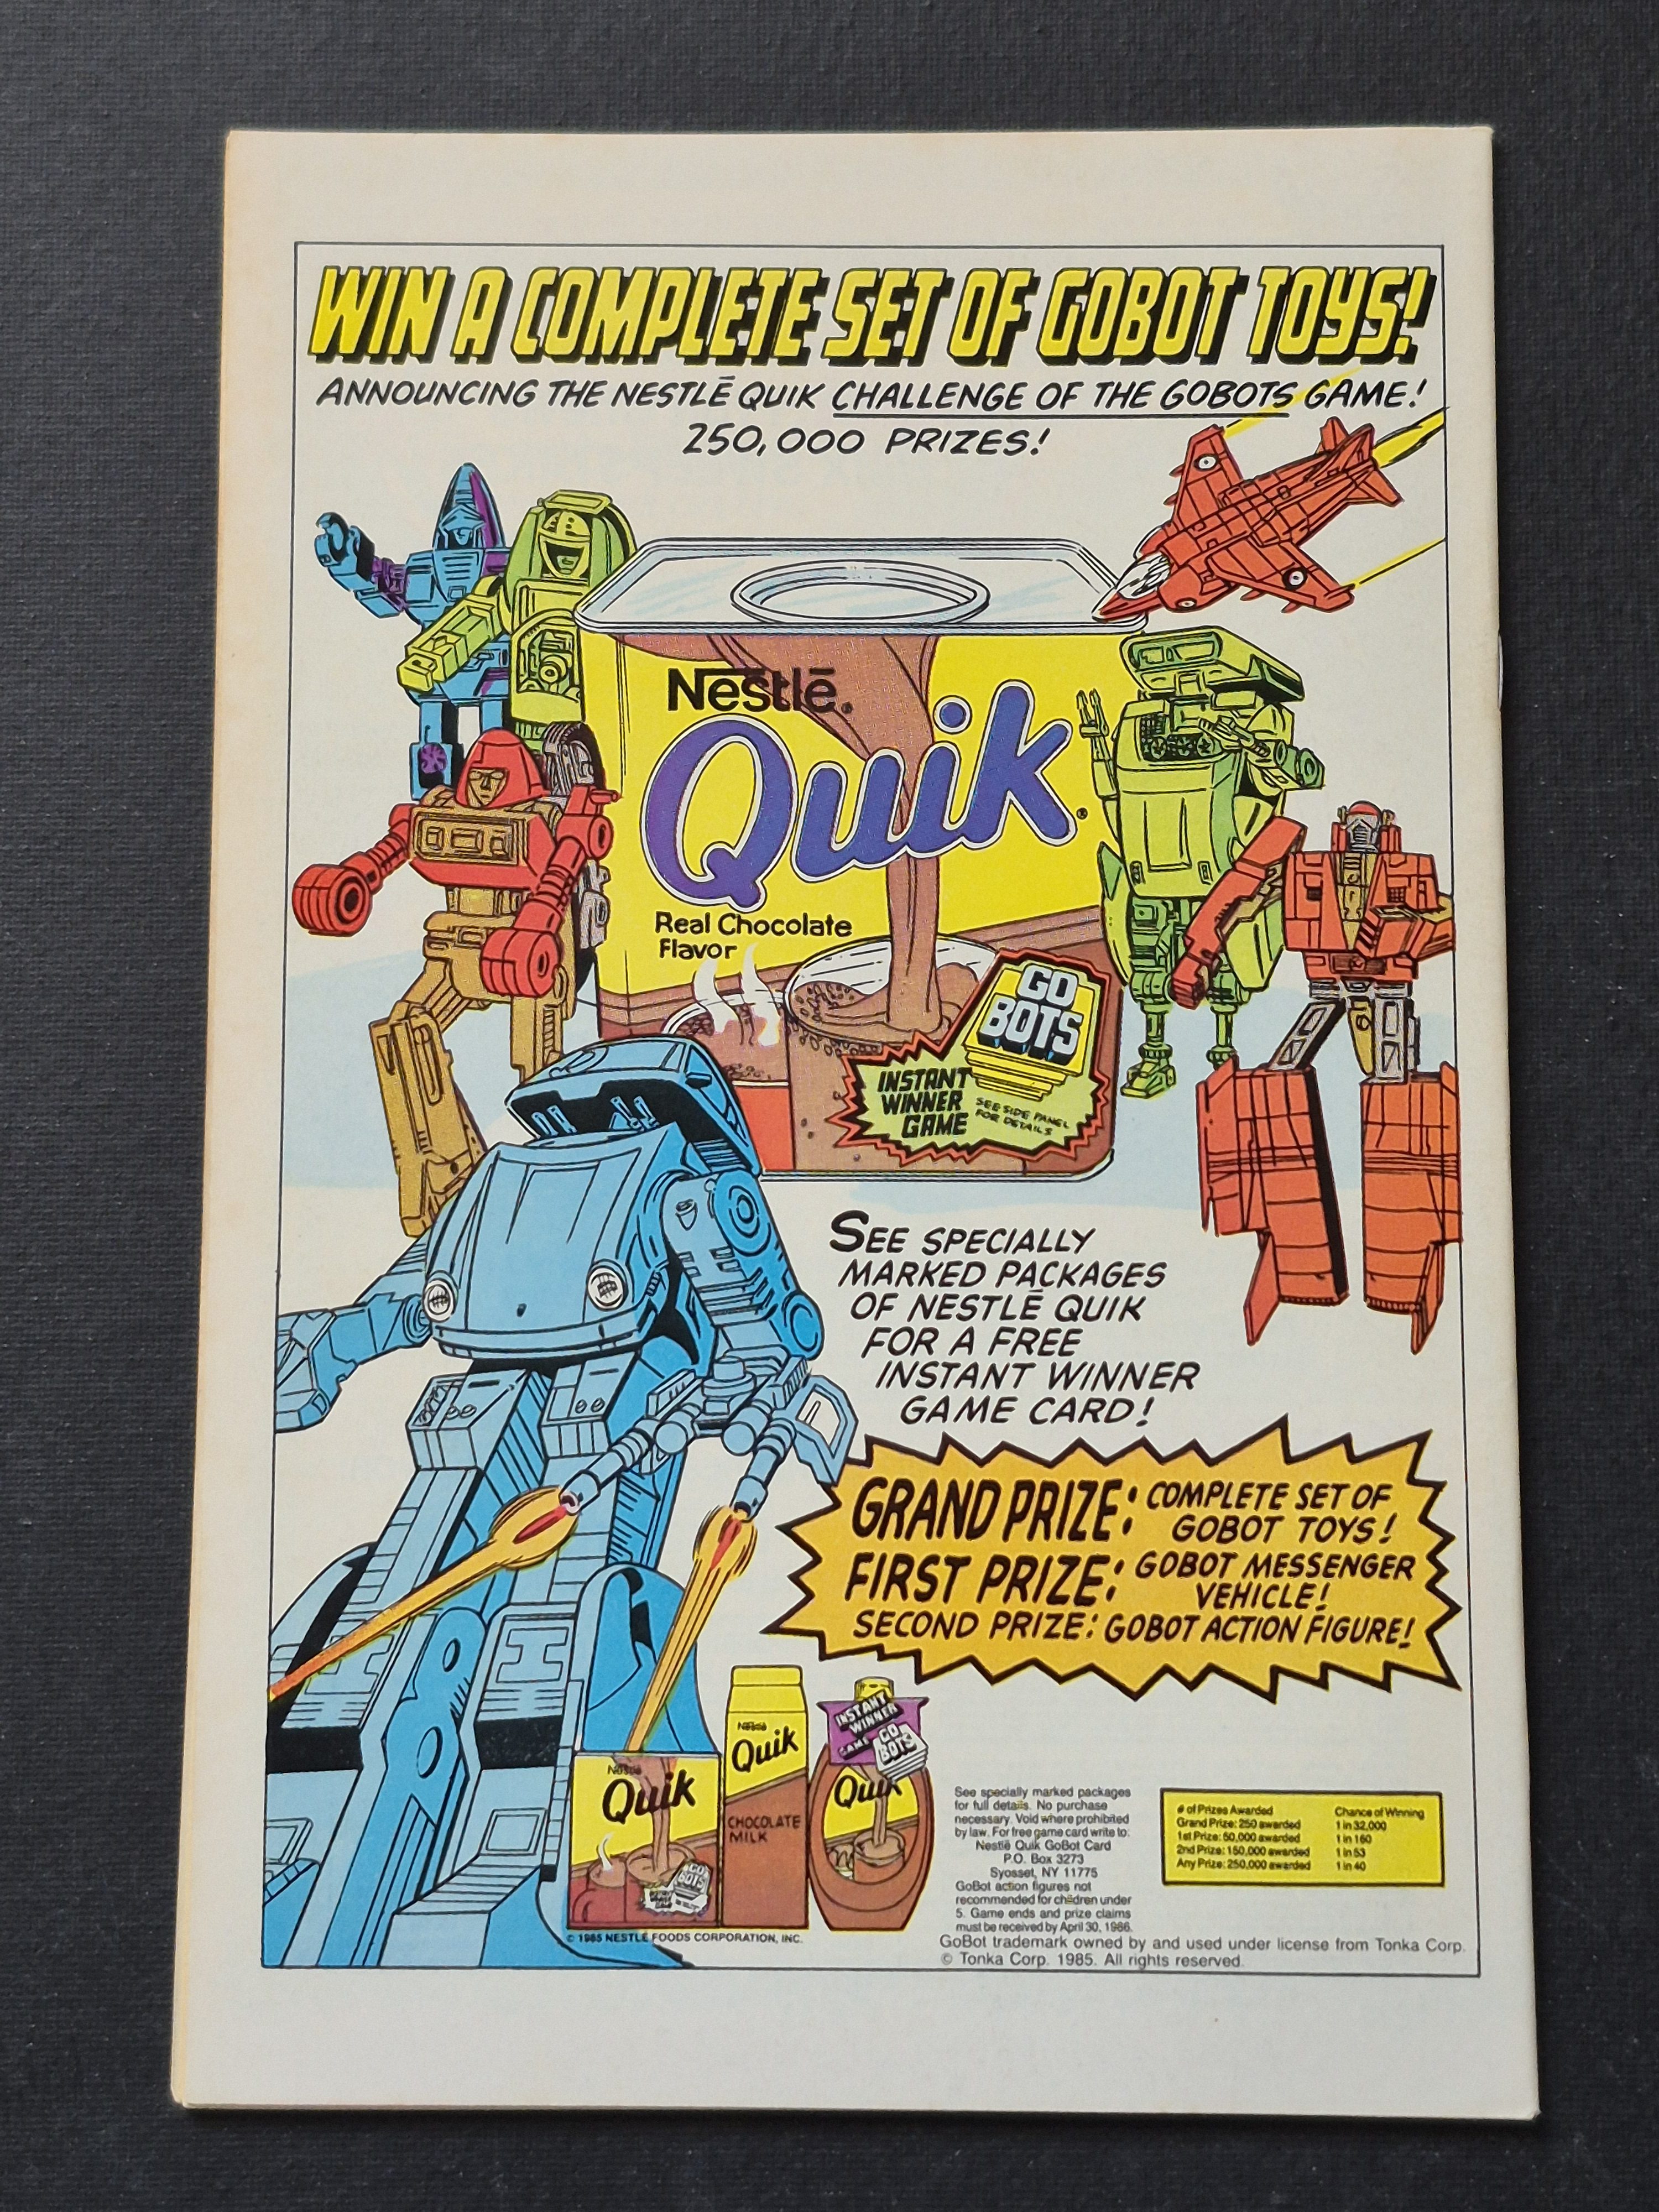 WIN A COMPLETE SET OF GOBOT TOYS!
ANNOUNCING THE NESTLĒ QUIK CHALLENGE OF THE GOBOTS GAME!
250,000 PRIZES!
Nestlē®
Quik®
Real Chocolate
Flavor
GO
BOTS
INSTANT
WINNER
GAME
SEE SIDE PANEL
FOR DETAILS
SEE SPECIALLY
MARKED PACKAGES
OF NESTLĒ QUIK
FOR A FREE
INSTANT WINNER
GAME CARD!
GRAND PRIZE: COMPLETE SET OF
GOBOT TOYS!
FIRST PRIZE: GOBOT MESSENGER
VEHICLE!
SECOND PRIZE: GOBOT ACTION FIGURE!
Nestlē
Quik
GO
BOTS
Nestlē
Quik
CHOCOLATE
MILK
INSTANT
WINNER
GAME
GO
BOTS
Quik
© 1985 NESTLĒ FOODS CORPORATION, INC.
See specially marked packages
for full details. No purchase
necessary. Void where prohibited
by law. For free game card write to:
Nestlē Quik GoBot Card
P.O. Box 3273
Syosset, NY 11775
GoBot action figures not
recommended for children under
5. Game ends and prize claims
must be received by April 30, 1986.
# of Prizes Awarded Chance of Winning
Grand Prize: 250 awarded 1 in 32,000
1st Prize: 50,000 awarded 1 in 160
2nd Prize: 150,000 awarded 1 in 53
Any Prize: 250,000 awarded 1 in 40
GoBot trademark owned by and used under license from Tonka Corp.
© Tonka Corp. 1985. All rights reserved.